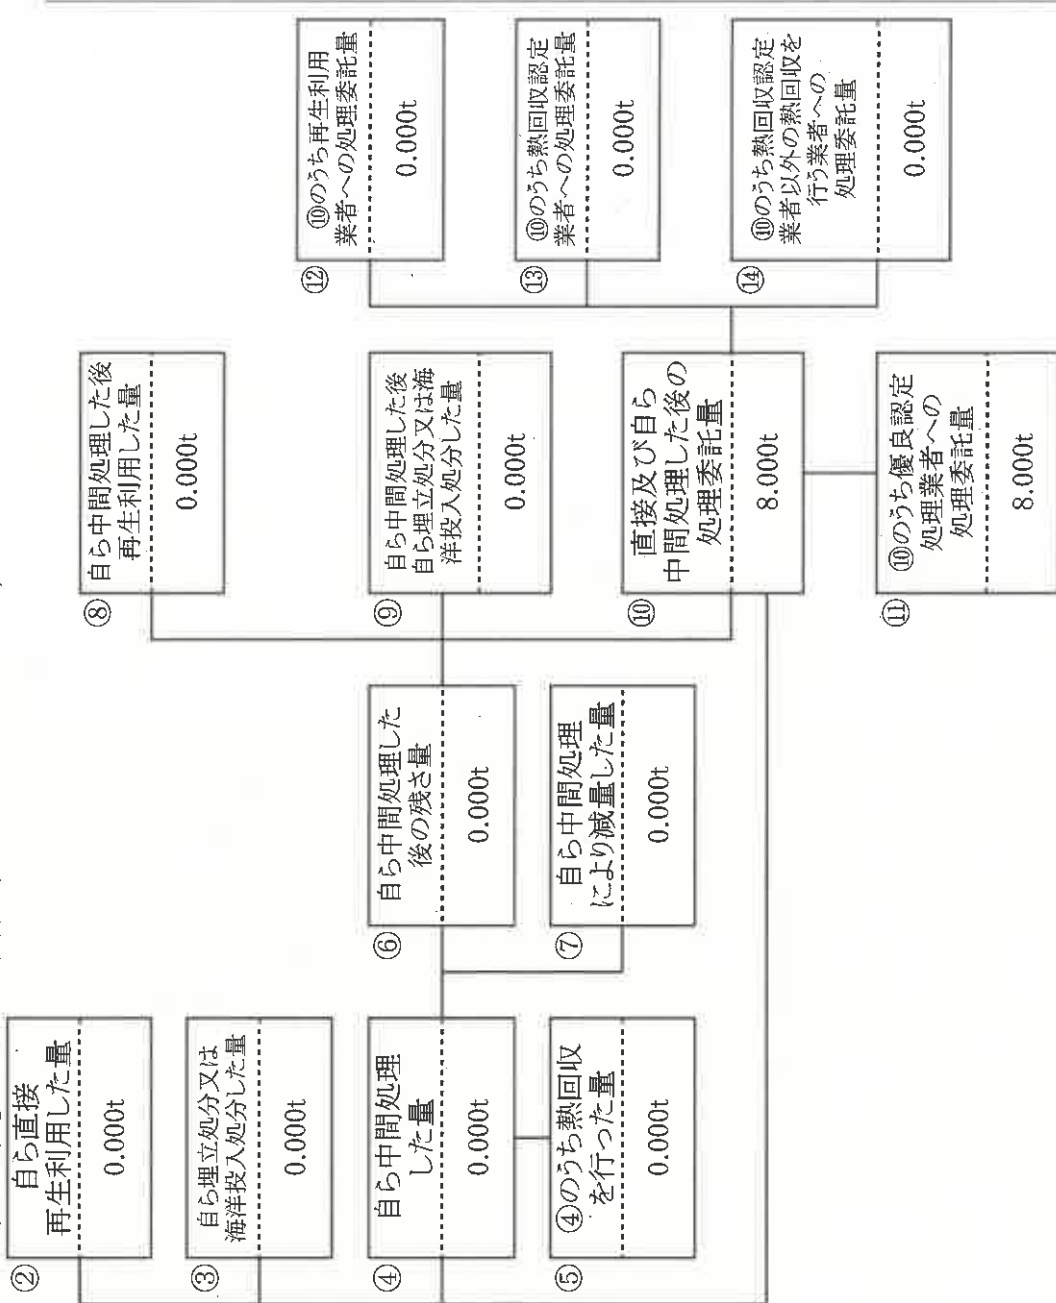 ②
自ら直接
再生利用した量
0.000t
③
自ら埋立処分又は
海洋投入処分した量
0.000t
④
自ら中間処理
した量
0.000t
⑤
④のうち熱回収
を行った量
0.000t
⑥
自ら中間処理した
後の残さ量
0.000t
⑦
自ら中間処理
により減量した量
0.000t
⑧
自ら中間処理した後
再生利用した量
0.000t
⑨
自ら中間処理した後
自ら埋立処分又は海
洋投入処分した量
0.000t
⑩
直接及び自ら
中間処理した後の
処理委託量
8.000t
⑪
⑩のうち優良認定
処理業者への
処理委託量
8.000t
⑫
⑩のうち再生利用
業者への処理委託量
0.000t
⑬
⑩のうち熱回収認定
業者への処理委託量
0.000t
⑭
⑩のうち熱回収認定
業者以外の熱回収を
行う業者への
処理委託量
0.000t